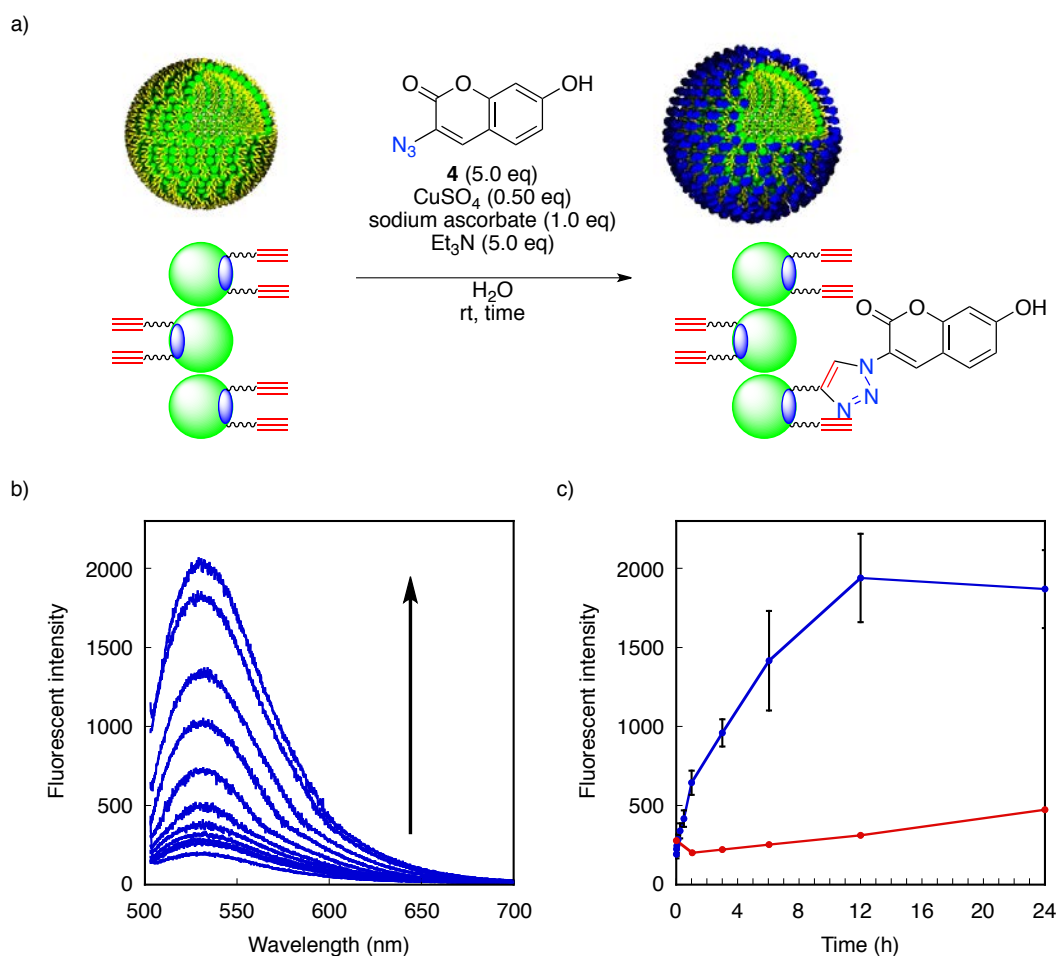 a)
O
O
OH
N3
4 (5.0 eq)
CuSO4 (0.50 eq)
sodium ascorbate (1.0 eq)
Et3N (5.0 eq)
H2O
rt, time
O
O
OH
N
N
N
b)
2000
1500
1000
500
0
500
550
600
650
700
Fluorescent intensity
Wavelength (nm)
c)
2000
1500
1000
500
0
0
4
8
12
16
20
24
Fluorescent intensity
Time (h)